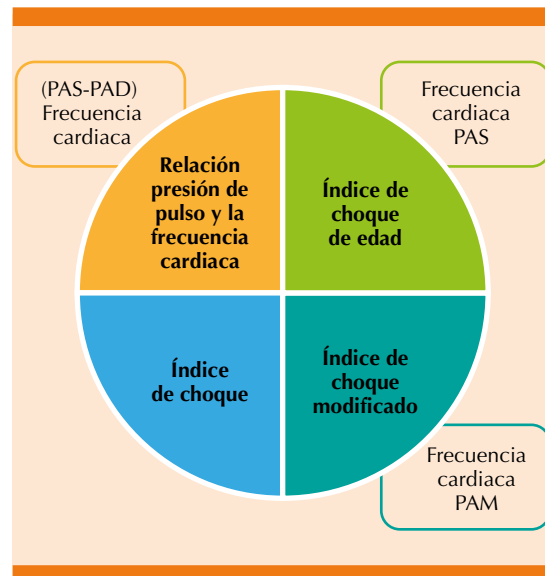 (PAS-PAD)
Frecuencia
cardiaca
Relación
presión de
pulso y la
frecuencia
cardiaca
Frecuencia
cardiaca
PAS
Índice de
choque
de edad
Índice
de choque
Índice de
choque
modificado
Frecuencia
cardiaca
PAM